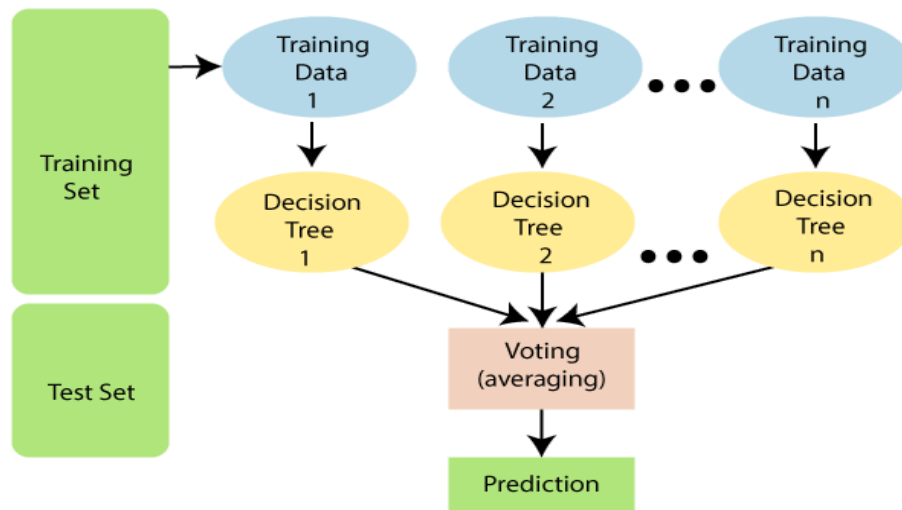 Training
Set
Test Set
Training
Data
1
Training
Data
2
Training
Data
n
Decision
Tree
1
Decision
Tree
2
Decision
Tree
n
Voting
(averaging)
Prediction